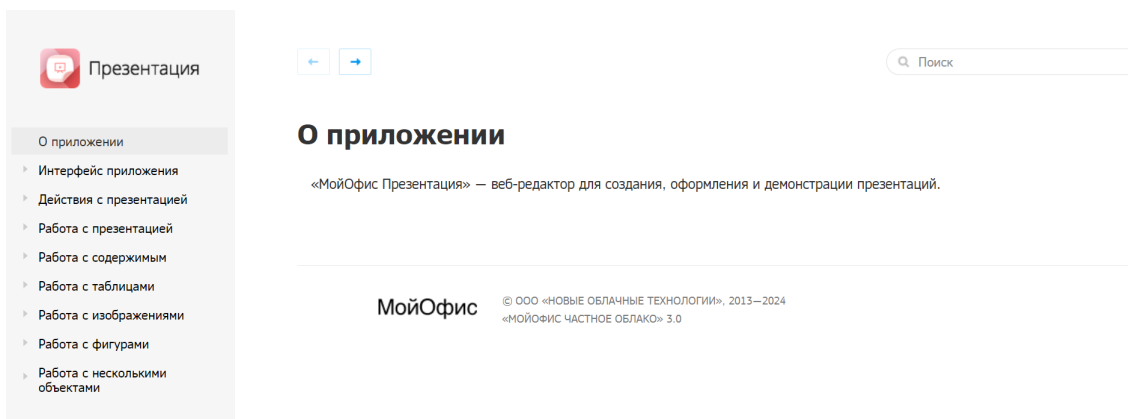 Презентация
О приложении
Интерфейс приложения
Действия с презентацией
Работа с презентацией
Работа с содержимым
Работа с таблицами
Работа с изображениями
Работа с фигурами
Работа с несколькими
объектами
Поиск
О приложении
«МойОфис Презентация» — веб-редактор для создания, оформления и демонстрации презентаций.
МойОфис
© ООО «НОВЫЕ ОБЛАЧНЫЕ ТЕХНОЛОГИИ», 2013—2024
«МОЙОФИС ЧАСТНОЕ ОБЛАКО» 3.0